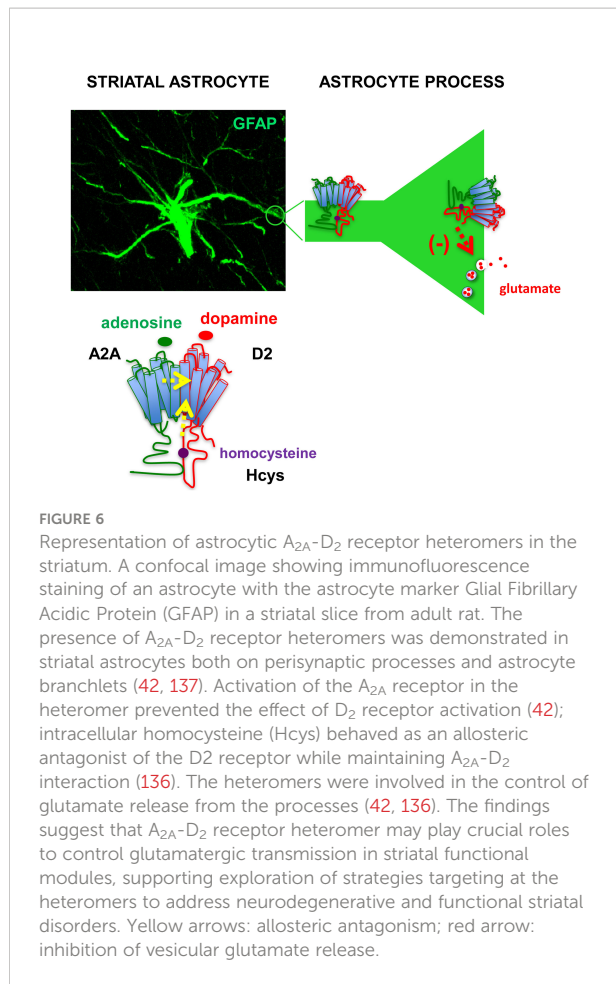 STRIATAL ASTROCYTE
ASTROCYTE PROCESS
GFAP
(-)
glutamate
adenosine
dopamine
A2A
D2
homocysteine
Hcys
FIGURE 6
Representation of astrocytic A2A-D2 receptor heteromers in the
striatum. A confocal image showing immunofluorescence
staining of an astrocyte with the astrocyte marker Glial Fibrillary
Acidic Protein (GFAP) in a striatal slice from adult rat. The
presence of A2A-D2 receptor heteromers was demonstrated in
striatal astrocytes both on perisynaptic processes and astrocyte
branchlets (42, 137). Activation of the A2A receptor in the
heteromer prevented the effect of D2 receptor activation (42);
intracellular homocysteine (Hcys) behaved as an allosteric
antagonist of the D2 receptor while maintaining A2A-D2
interaction (136). The heteromers were involved in the control of
glutamate release from the processes (42, 136). The findings
suggest that A2A-D2 receptor heteromer may play crucial roles
to control glutamatergic transmission in striatal functional
modules, supporting exploration of strategies targeting at the
heteromers to address neurodegenerative and functional striatal
disorders. Yellow arrows: allosteric antagonism; red arrow:
inhibition of vesicular glutamate release.